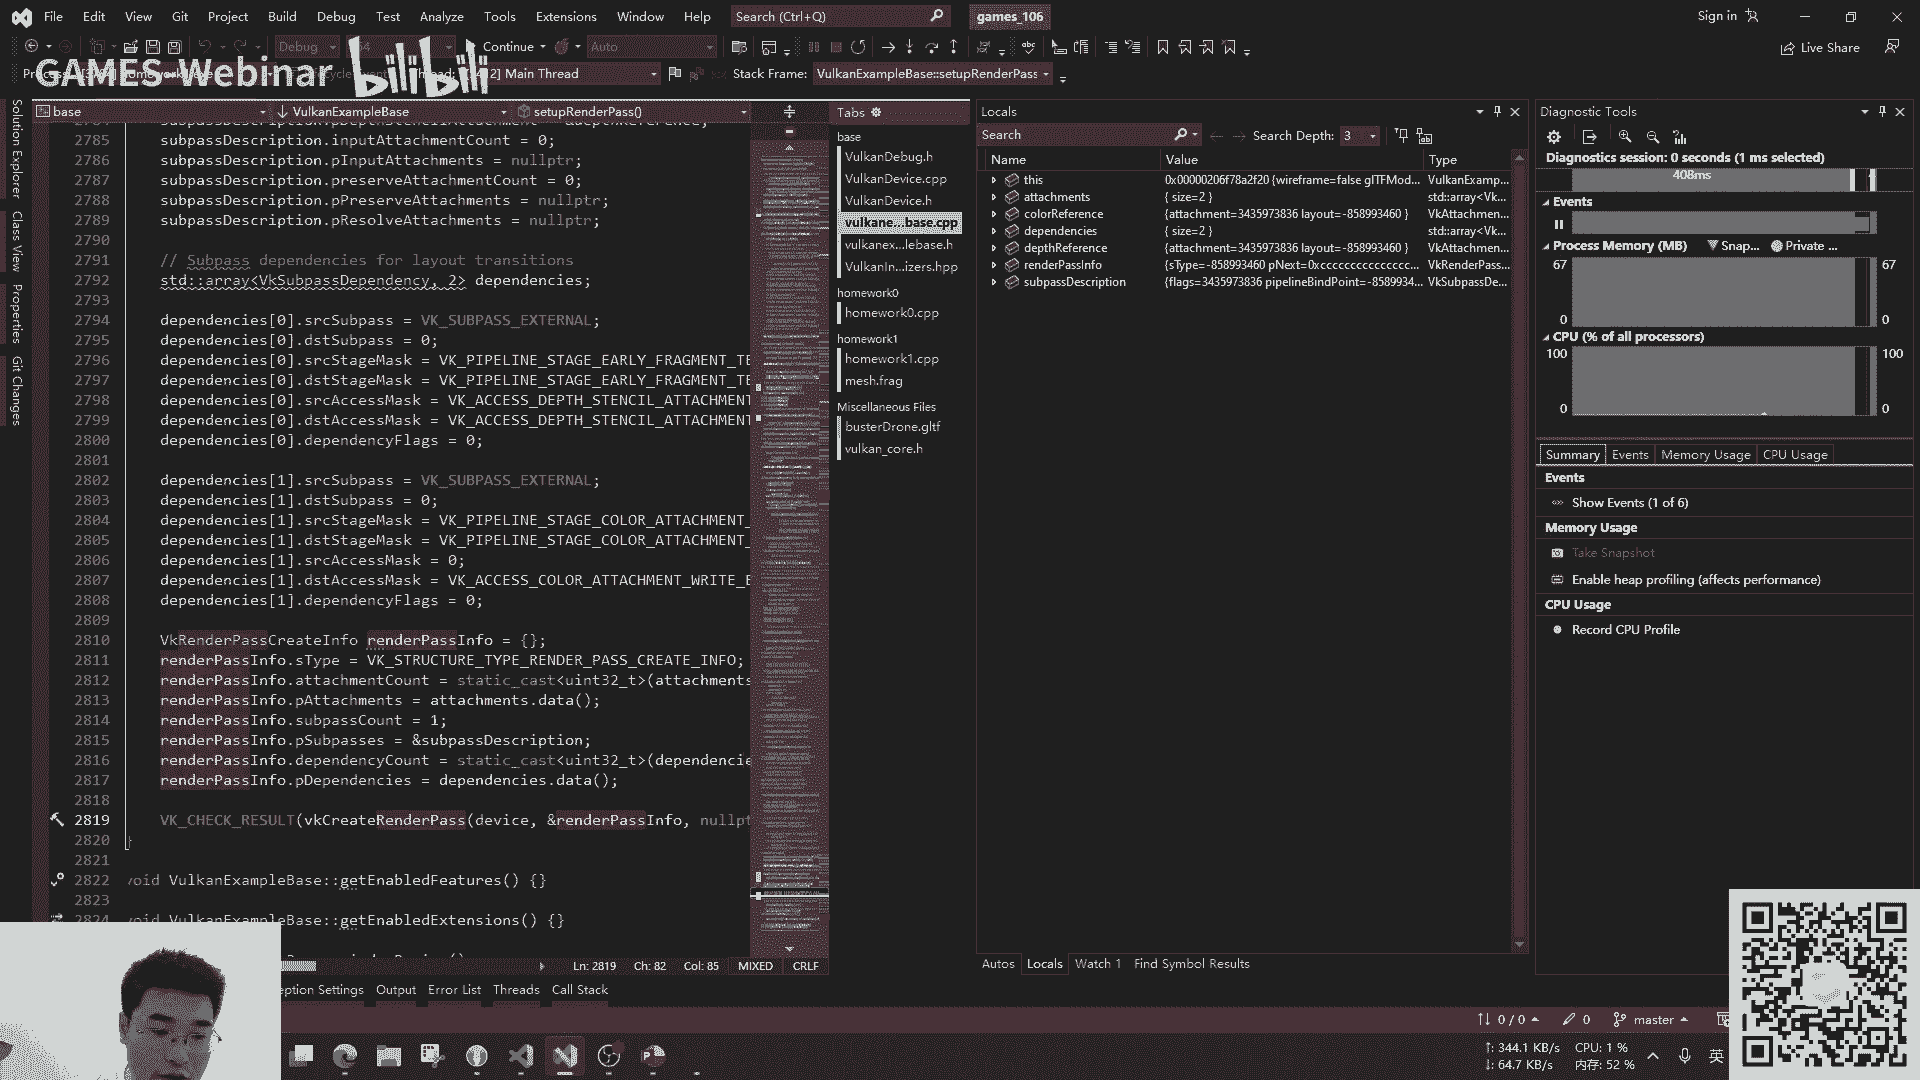 File Edit View Git Project Build Debug Test Analyze Tools Extensions Window Help Search (Ctrl+Q) games_106 Sign in
Debug Continue Auto Live Share
GAMES-Webinar bilibili
Main Thread Stack Frame: VulkanExampleBase::setupRenderPass
base VulkanExampleBase setupRenderPass()
2785 subpassDescription.inputAttachmentCount = 0;
2786 subpassDescription.pInputAttachments = nullptr;
2787 subpassDescription.preserveAttachmentCount = 0;
2788 subpassDescription.pPreserveAttachments = nullptr;
2789 subpassDescription.pResolveAttachments = nullptr;
2790
2791 // Subpass dependencies for layout transitions
2792 std::array<VkSubpassDependency, 2> dependencies;
2793
2794 dependencies[0].srcSubpass = VK_SUBPASS_EXTERNAL;
2795 dependencies[0].dstSubpass = 0;
2796 dependencies[0].srcStageMask = VK_PIPELINE_STAGE_EARLY_FRAGMENT_TE
2797 dependencies[0].dstStageMask = VK_PIPELINE_STAGE_EARLY_FRAGMENT_TE
2798 dependencies[0].srcAccessMask = VK_ACCESS_DEPTH_STENCIL_ATTACHMENT
2799 dependencies[0].dstAccessMask = VK_ACCESS_DEPTH_STENCIL_ATTACHMENT
2800 dependencies[0].dependencyFlags = 0;
2801
2802 dependencies[1].srcSubpass = VK_SUBPASS_EXTERNAL;
2803 dependencies[1].dstSubpass = 0;
2804 dependencies[1].srcStageMask = VK_PIPELINE_STAGE_COLOR_ATTACHMENT_
2805 dependencies[1].dstStageMask = VK_PIPELINE_STAGE_COLOR_ATTACHMENT_
2806 dependencies[1].srcAccessMask = 0;
2807 dependencies[1].dstAccessMask = VK_ACCESS_COLOR_ATTACHMENT_WRITE_B
2808 dependencies[1].dependencyFlags = 0;
2809
2810 VkRenderPassCreateInfo renderPassInfo = {};
2811 renderPassInfo.sType = VK_STRUCTURE_TYPE_RENDER_PASS_CREATE_INFO;
2812 renderPassInfo.attachmentCount = static_cast<uint32_t>(attachments
2813 renderPassInfo.pAttachments = attachments.data();
2814 renderPassInfo.subpassCount = 1;
2815 renderPassInfo.pSubpasses = &subpassDescription;
2816 renderPassInfo.dependencyCount = static_cast<uint32_t>(dependencie
2817 renderPassInfo.pDependencies = dependencies.data();
2818
2819 VK_CHECK_RESULT(vkCreateRenderPass(device, &renderPassInfo, nullpt
2820 }
2821
2822 void VulkanExampleBase::getEnabledFeatures() {}
2823
2824 void VulkanExampleBase::getEnabledExtensions() {}
Ln: 2819 Ch: 82 Col: 85 MIXED CRLF
Solution Explorer
Class View
Properties
Git Changes
Tabs
base
VulkanDebug.h
VulkanDevice.cpp
VulkanDevice.h
vulkane...base.cpp
vulkanex...lebase.h
VulkanIn...izers.hpp
homework0
homework0.cpp
homework1
homework1.cpp
mesh.frag
Miscellaneous Files
busterDrone.gltf
vulkan_core.h
Locals
Search Search Depth: 3
Name Value Type
this 0x00000206f78a2f20 {wireframe=false glTFMod... VulkanExamp...
attachments { size=2 } std::array<Vk...
colorReference {attachment=3435973836 layout=-858993460 } VkAttachmen...
dependencies { size=2 } std::array<Vk...
depthReference {attachment=3435973836 layout=-858993460 } VkAttachmen...
renderPassInfo {sType=-858993460 pNext=0xcccccccccccccc... VkRenderPass...
subpassDescription {flags=3435973836 pipelineBindPoint=-8589934... VkSubpassDe...
Autos Locals Watch 1 Find Symbol Results
Diagnostic Tools
Diagnostics session: 0 seconds (1 ms selected)
408ms
Events
Process Memory (MB) Snap... Private ...
67 67
0 0
CPU (% of all processors)
100 100
0 0
Summary Events Memory Usage CPU Usage
Events
Show Events (1 of 6)
Memory Usage
Take Snapshot
Enable heap profiling (affects performance)
CPU Usage
Record CPU Profile
eption Settings Output Error List Threads Call Stack
0 / 0 0 master
344.1 KB/s CPU: 1 %
64.7 KB/s 内存: 52 %
英